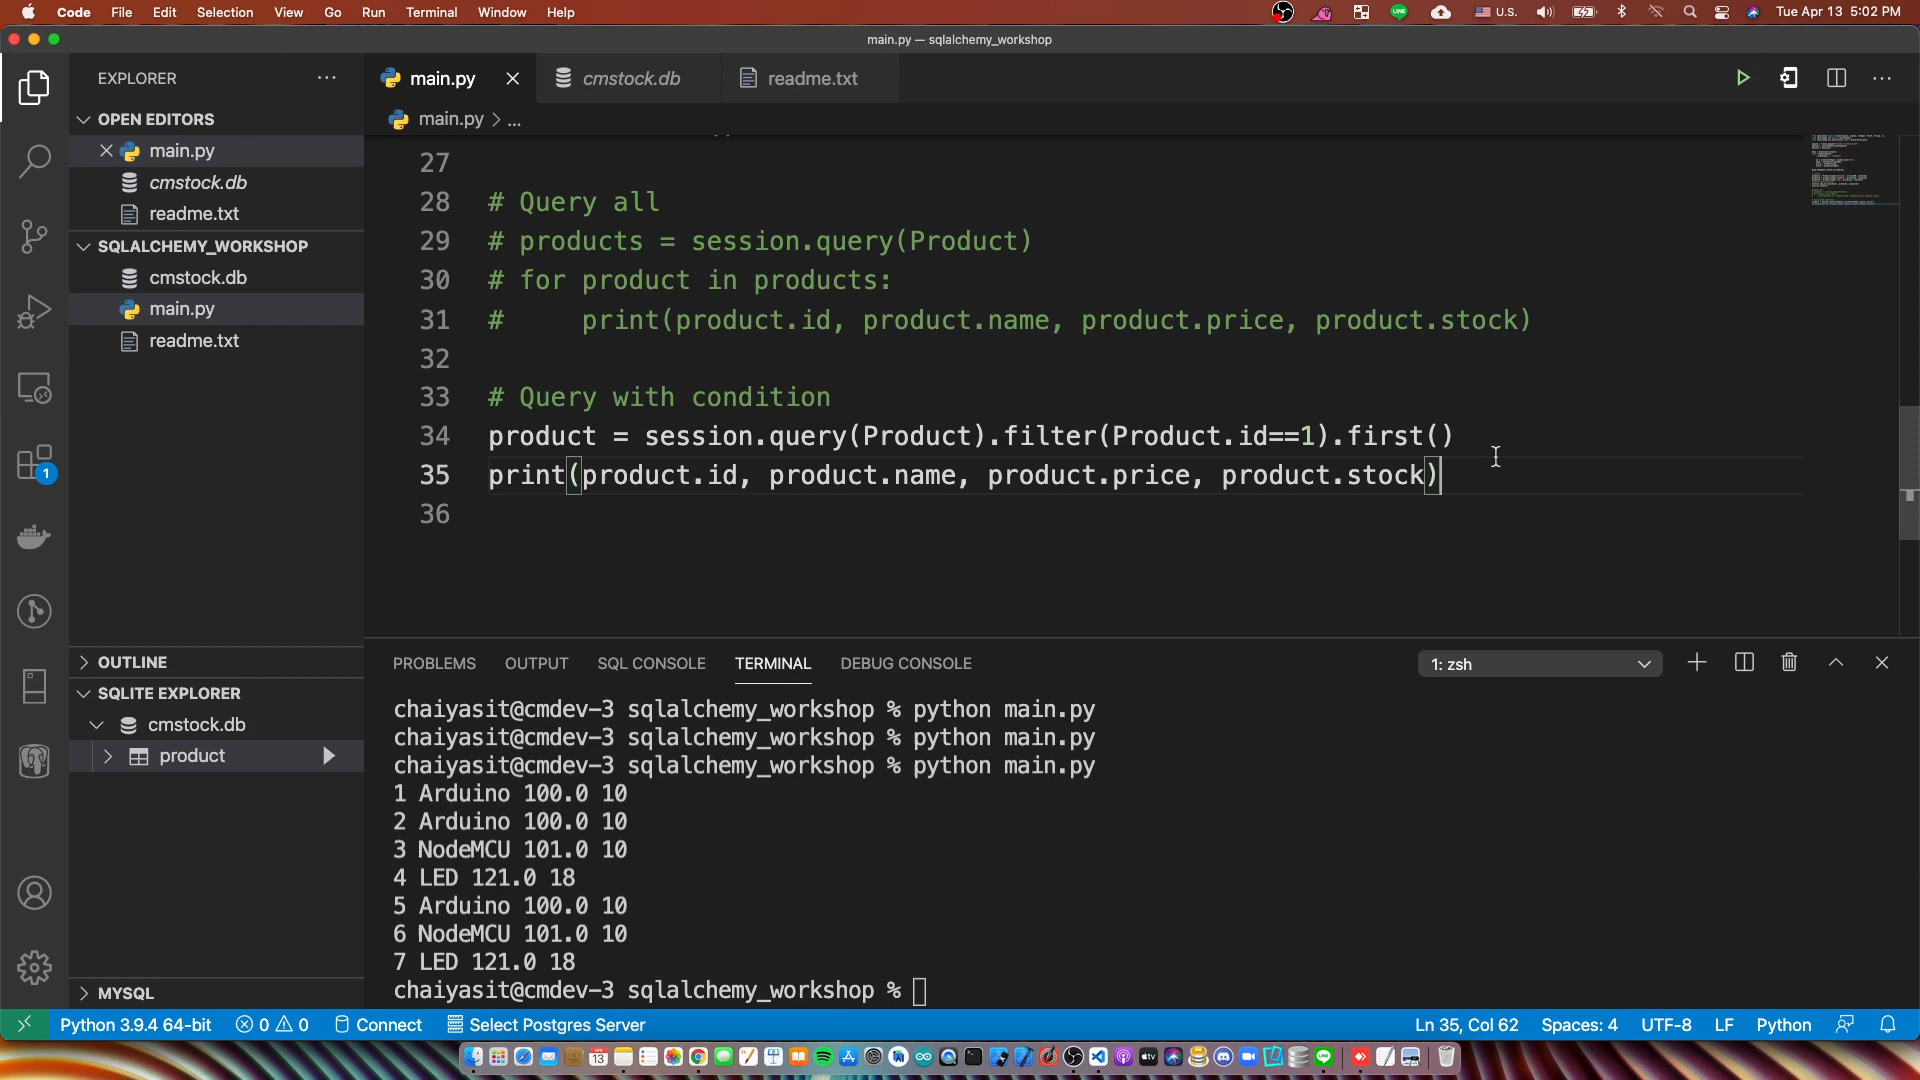 Code File Edit Selection View Go Run Terminal Window Help
U.S. Tue Apr 13 5:02 PM
main.py — sqlalchemy_workshop
EXPLORER
main.py
cmstock.db
readme.txt
main.py > ...
OPEN EDITORS
main.py
cmstock.db
readme.txt
SQLALCHEMY_WORKSHOP
cmstock.db
main.py
readme.txt
27
28 # Query all
29 # products = session.query(Product)
30 # for product in products:
31 #     print(product.id, product.name, product.price, product.stock)
32
33 # Query with condition
34 product = session.query(Product).filter(Product.id==1).first()
35 print(product.id, product.name, product.price, product.stock)
36
1
OUTLINE
SQLITE EXPLORER
cmstock.db
product
MYSQL
PROBLEMS OUTPUT SQL CONSOLE TERMINAL DEBUG CONSOLE
1: zsh
chaiyasit@cmdev-3 sqlalchemy_workshop % python main.py
chaiyasit@cmdev-3 sqlalchemy_workshop % python main.py
chaiyasit@cmdev-3 sqlalchemy_workshop % python main.py
1 Arduino 100.0 10
2 Arduino 100.0 10
3 NodeMCU 101.0 10
4 LED 121.0 18
5 Arduino 100.0 10
6 NodeMCU 101.0 10
7 LED 121.0 18
chaiyasit@cmdev-3 sqlalchemy_workshop %
Python 3.9.4 64-bit 0 0 Connect Select Postgres Server
Ln 35, Col 62 Spaces: 4 UTF-8 LF Python